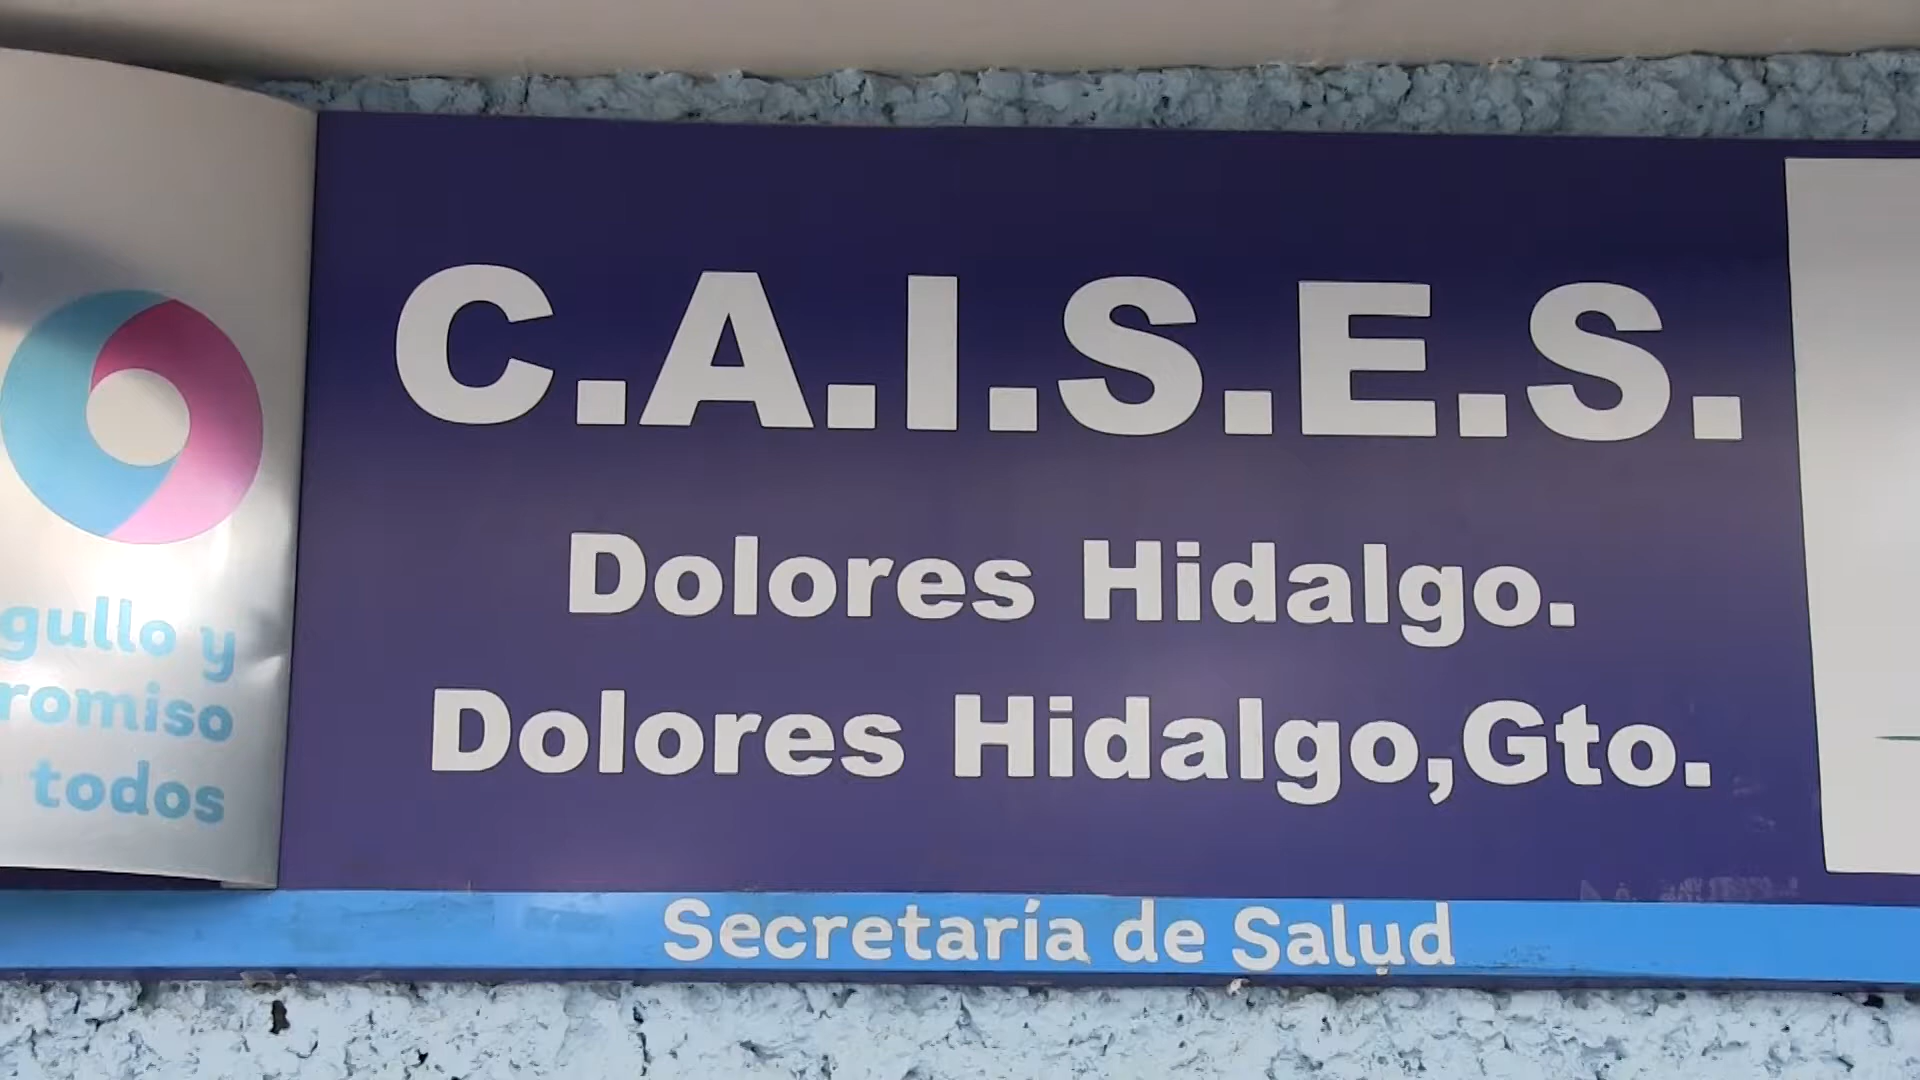 gullo y
romiso
todos
C.A.I.S.E.S.
Dolores Hidalgo.
Dolores Hidalgo,Gto.
Secretaría de Salud